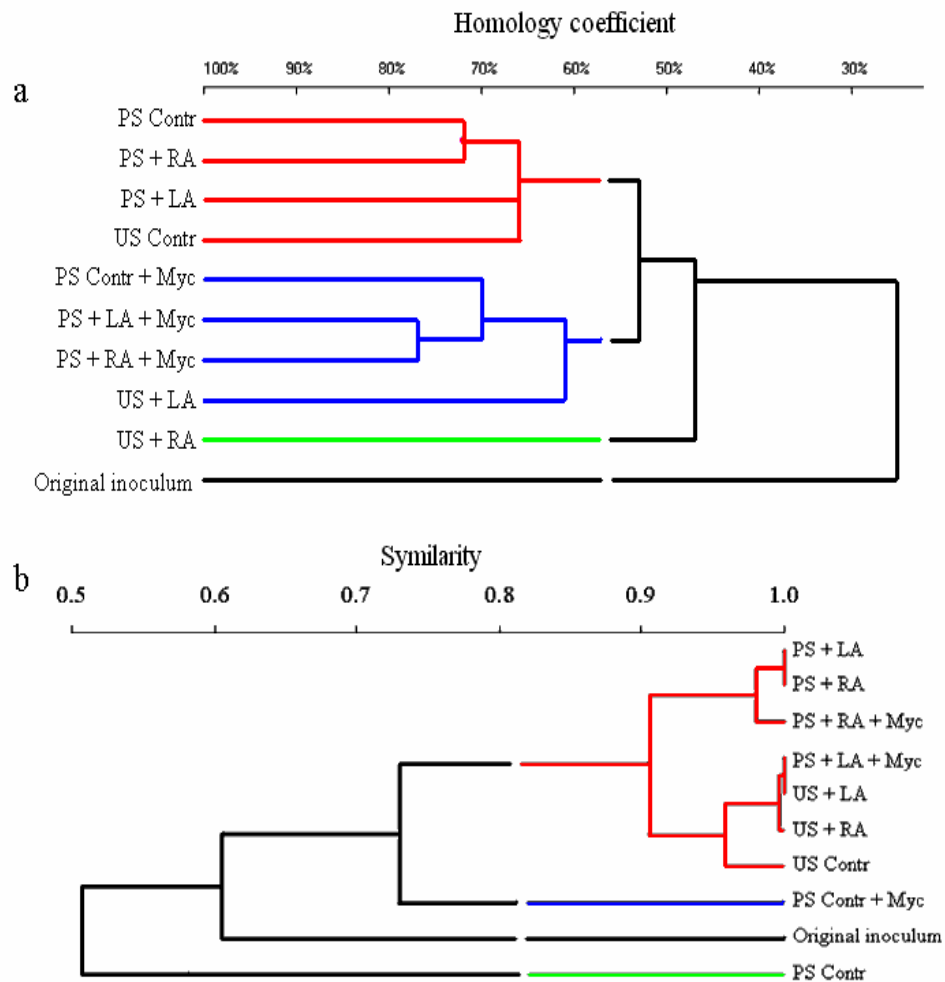 Homology coefficient
100% 90% 80% 70% 60% 50% 40% 30%
a
PS Contr
PS + RA
PS + LA
US Contr
PS Contr + Myc
PS + LA + Myc
PS + RA + Myc
US + LA
US + RA
Original inoculum
Symilarity
b
0.5 0.6 0.7 0.8 0.9 1.0
PS + LA
PS + RA
PS + RA + Myc
PS + LA + Myc
US + LA
US + RA
US Contr
PS Contr + Myc
Original inoculum
PS Contr